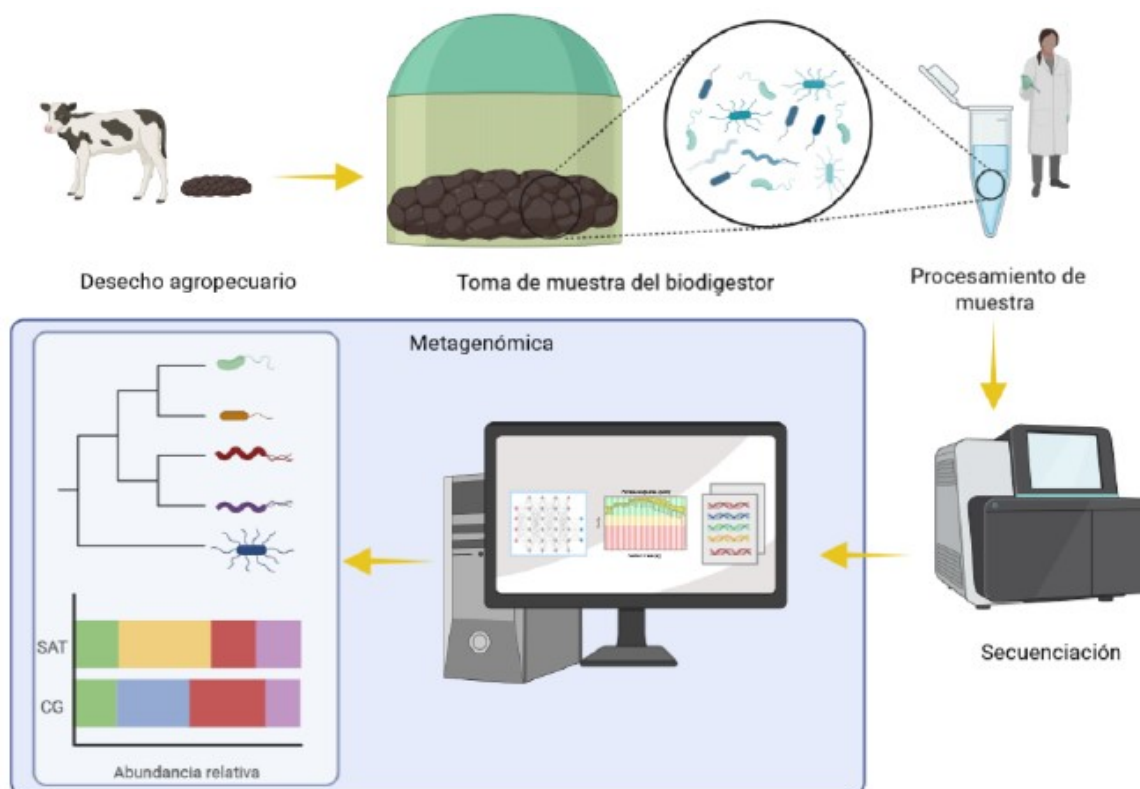 Desecho agropecuario
Toma de muestra del biodigestor
Procesamiento de
muestra
Metagenómica
SAT
CG
Abundancia relativa
Secuenciación